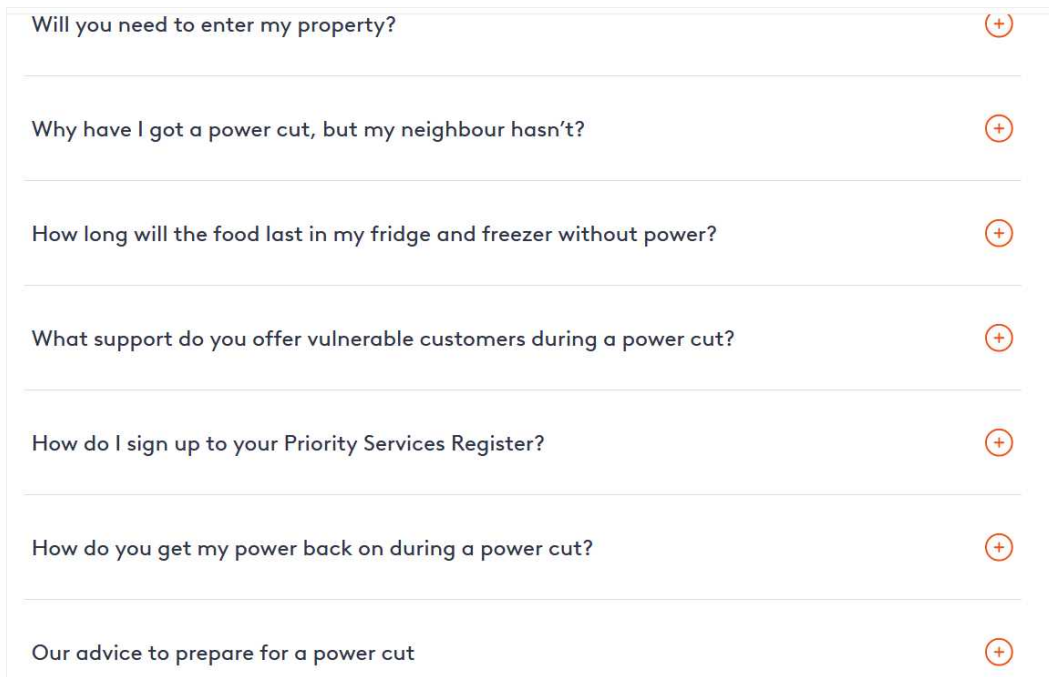 Will you need to enter my property?
Why have I got a power cut, but my neighbour hasn’t?
How long will the food last in my fridge and freezer without power?
What support do you offer vulnerable customers during a power cut?
How do I sign up to your Priority Services Register?
How do you get my power back on during a power cut?
Our advice to prepare for a power cut